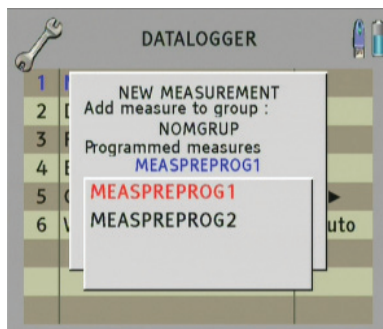 DATALOGGER
NEW MEASUREMENT
Add measure to group :
NOMGRUP
Programmed measures
MEASPREPROG1
MEASPREPROG1
MEASPREPROG2
1
2
3
4
5
6